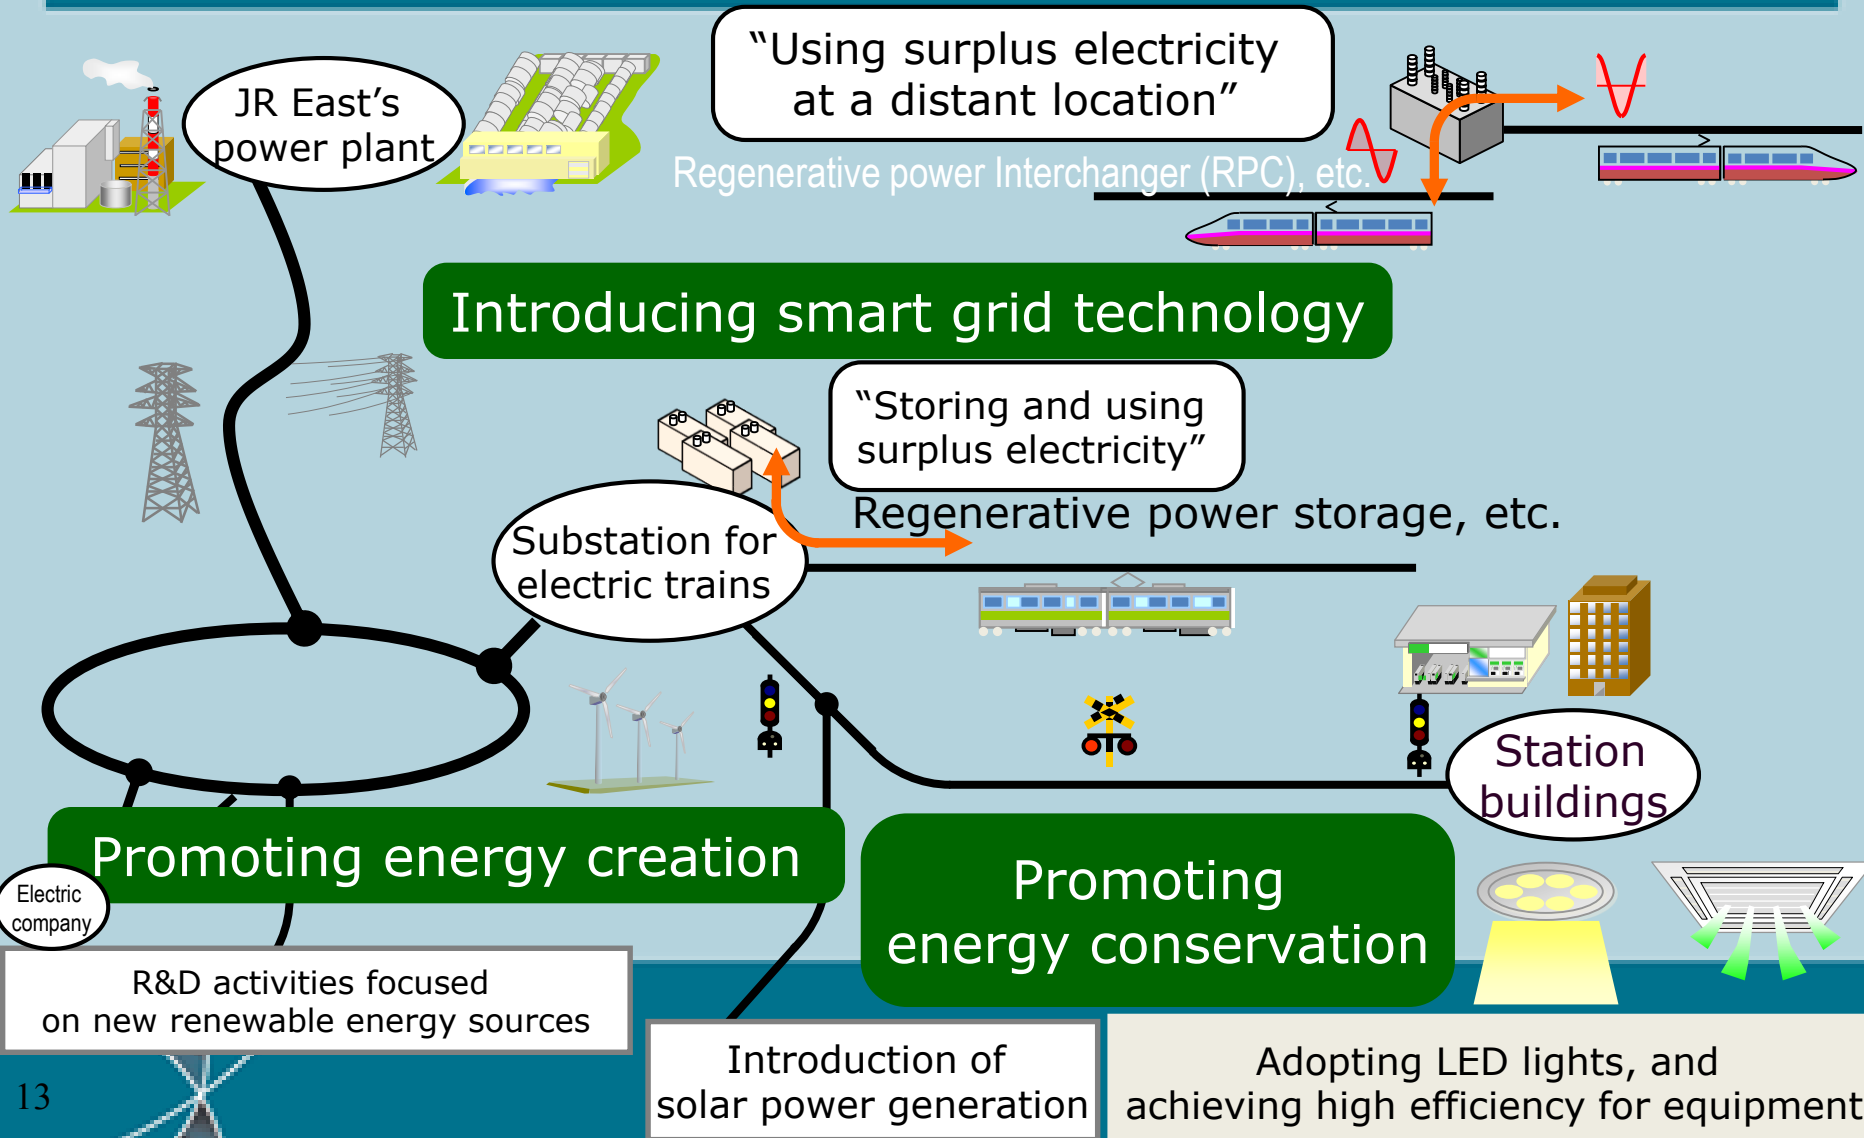 “Using surplus electricity
at a distant location”
JR East’s
power plant
Regenerative power Interchanger (RPC), etc.
Introducing smart grid technology
“Storing and using
surplus electricity”
Regenerative power storage, etc.
Substation for
electric trains
Station
buildings
Promoting energy creation
Promoting
energy conservation
Electric
company
R&D activities focused
on new renewable energy sources
Introduction of
solar power generation
Adopting LED lights, and
achieving high efficiency for equipment
13